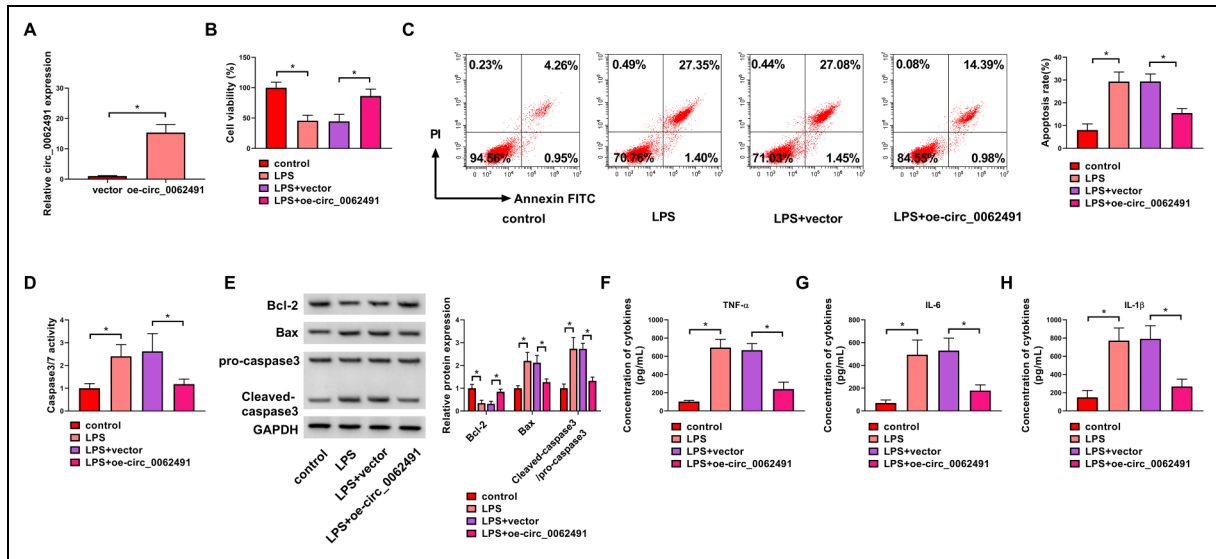 A
Relative circ_0062491 expression
30
20
10
0
*
vector oe-circ_0062491
B
Cell viability (%)
150
100
50
0
* *
control
LPS
LPS+vector
LPS+oe-circ_0062491
C
PI
Annexin FITC
0.23% 4.26%
94.56% 0.95%
control
0.49% 27.35%
70.76% 1.40%
LPS
0.44% 27.08%
71.03% 1.45%
LPS+vector
0.08% 14.39%
84.55% 0.98%
LPS+oe-circ_0062491
Apoptosis rate(%)
40
30
20
10
0
* *
control
LPS
LPS+vector
LPS+oe-circ_0062491
D
Caspase3/7 activity
4
3
2
1
0
* *
control
LPS
LPS+vector
LPS+oe-circ_0062491
E
Bcl-2
Bax
pro-caspase3
Cleaved-
caspase3
GAPDH
control
LPS
LPS+vector
LPS+oe-circ_0062491
Relative protein expression
4
3
2
1
0
* * * * * *
Bcl-2
Bax
Cleaved-caspase3
/pro-caspase3
control
LPS
LPS+vector
LPS+oe-circ_0062491
F
TNF-α
Concentration of cytokines
(pg/mL)
1000
800
600
400
200
0
* *
control
LPS
LPS+vector
LPS+oe-circ_0062491
G
IL-6
Concentration of cytokines
(pg/mL)
800
600
400
200
0
* *
control
LPS
LPS+vector
LPS+oe-circ_0062491
H
IL-1β
Concentration of cytokines
(pg/mL)
1000
800
600
400
200
0
* *
control
LPS
LPS+vector
LPS+oe-circ_0062491